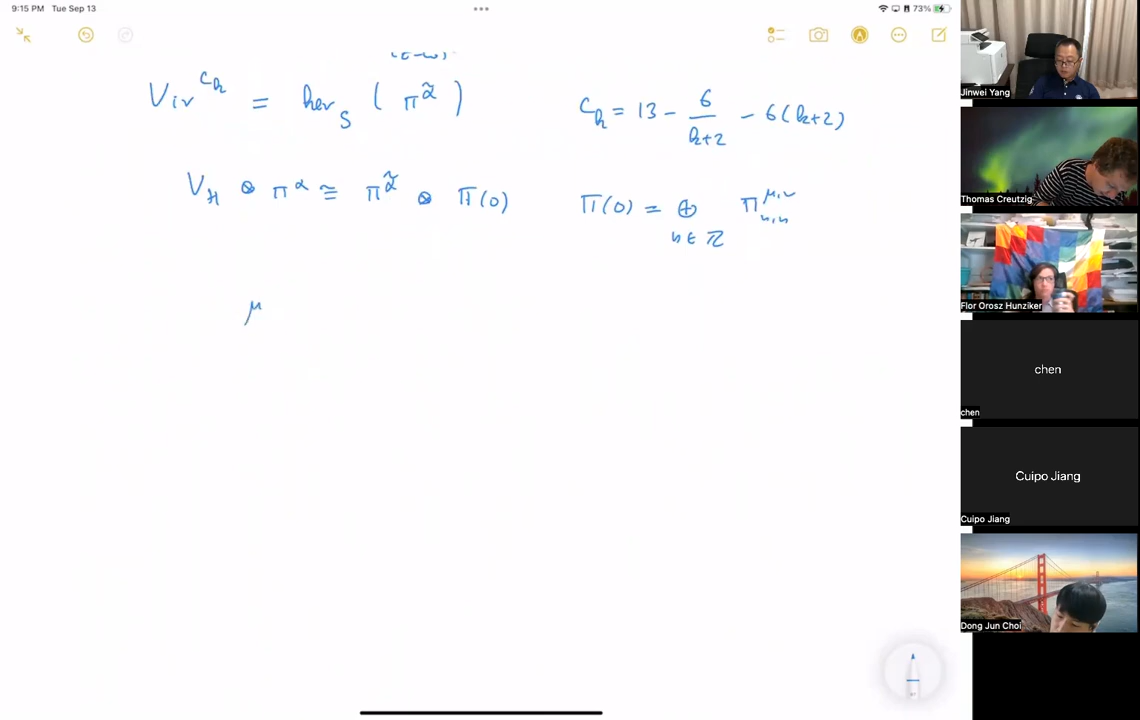 9:15 PM Tue Sep 13
73%
Vir^{c_k} = ker_S ( π^{α̃} )
c_k = 13 - 6/(k+2) - 6(k+2)
V_H ⊗ π^α ≅ π^{α̃} ⊗ Π(0)
Π(0) = ⊕_{n∈ℤ} π^{μ,ν}_{n,n}
μ
Jinwei Yang
Thomas Creutzig
Flor Orosz Hunziker
chen
chen
Cuipo Jiang
Cuipo Jiang
Dong Jun Choi